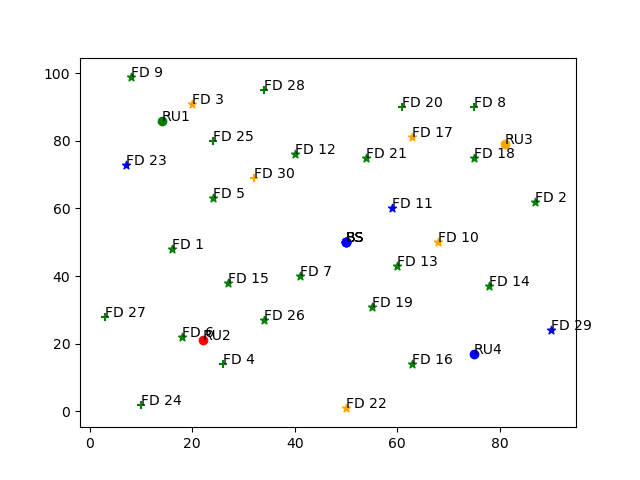 100
80
60
40
20
0
0
20
40
60
80
FD 9
FD 3
FD 28
RU1
FD 20
FD 8
FD 25
FD 17
RU3
FD 12
FD 21
FD 18
FD 23
FD 30
FD 5
FD 2
FD 11
BS
FD 10
FD 1
FD 13
FD 7
FD 15
FD 14
FD 19
FD 27
FD 26
FD 29
FD 6
RU2
RU4
FD 4
FD 16
FD 24
FD 22